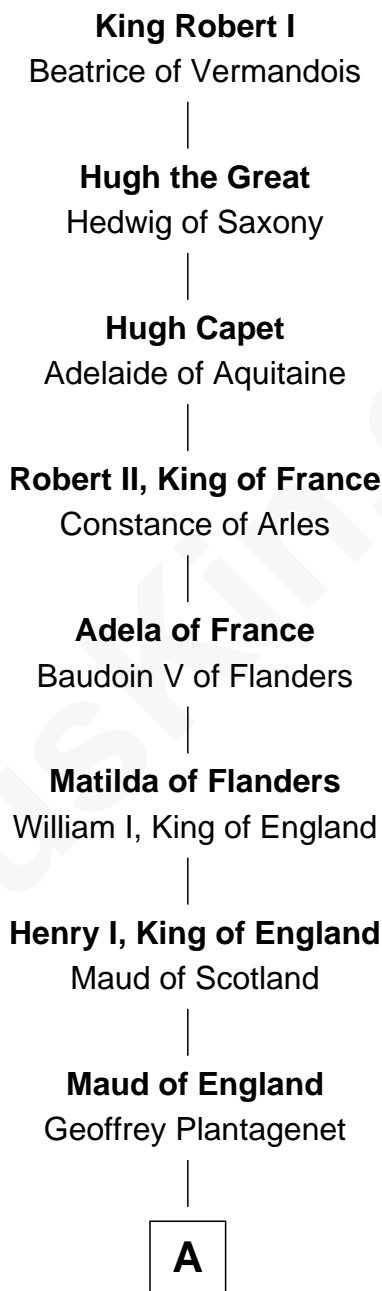 King Robert I
Beatrice of Vermandois
Hugh the Great
Hedwig of Saxony
Hugh Capet
Adelaide of Aquitaine
Robert II, King of France
Constance of Arles
Adela of France
Baudoin V of Flanders
Matilda of Flanders
William I, King of England
Henry I, King of England
Maud of Scotland
Maud of England
Geoffrey Plantagenet
A